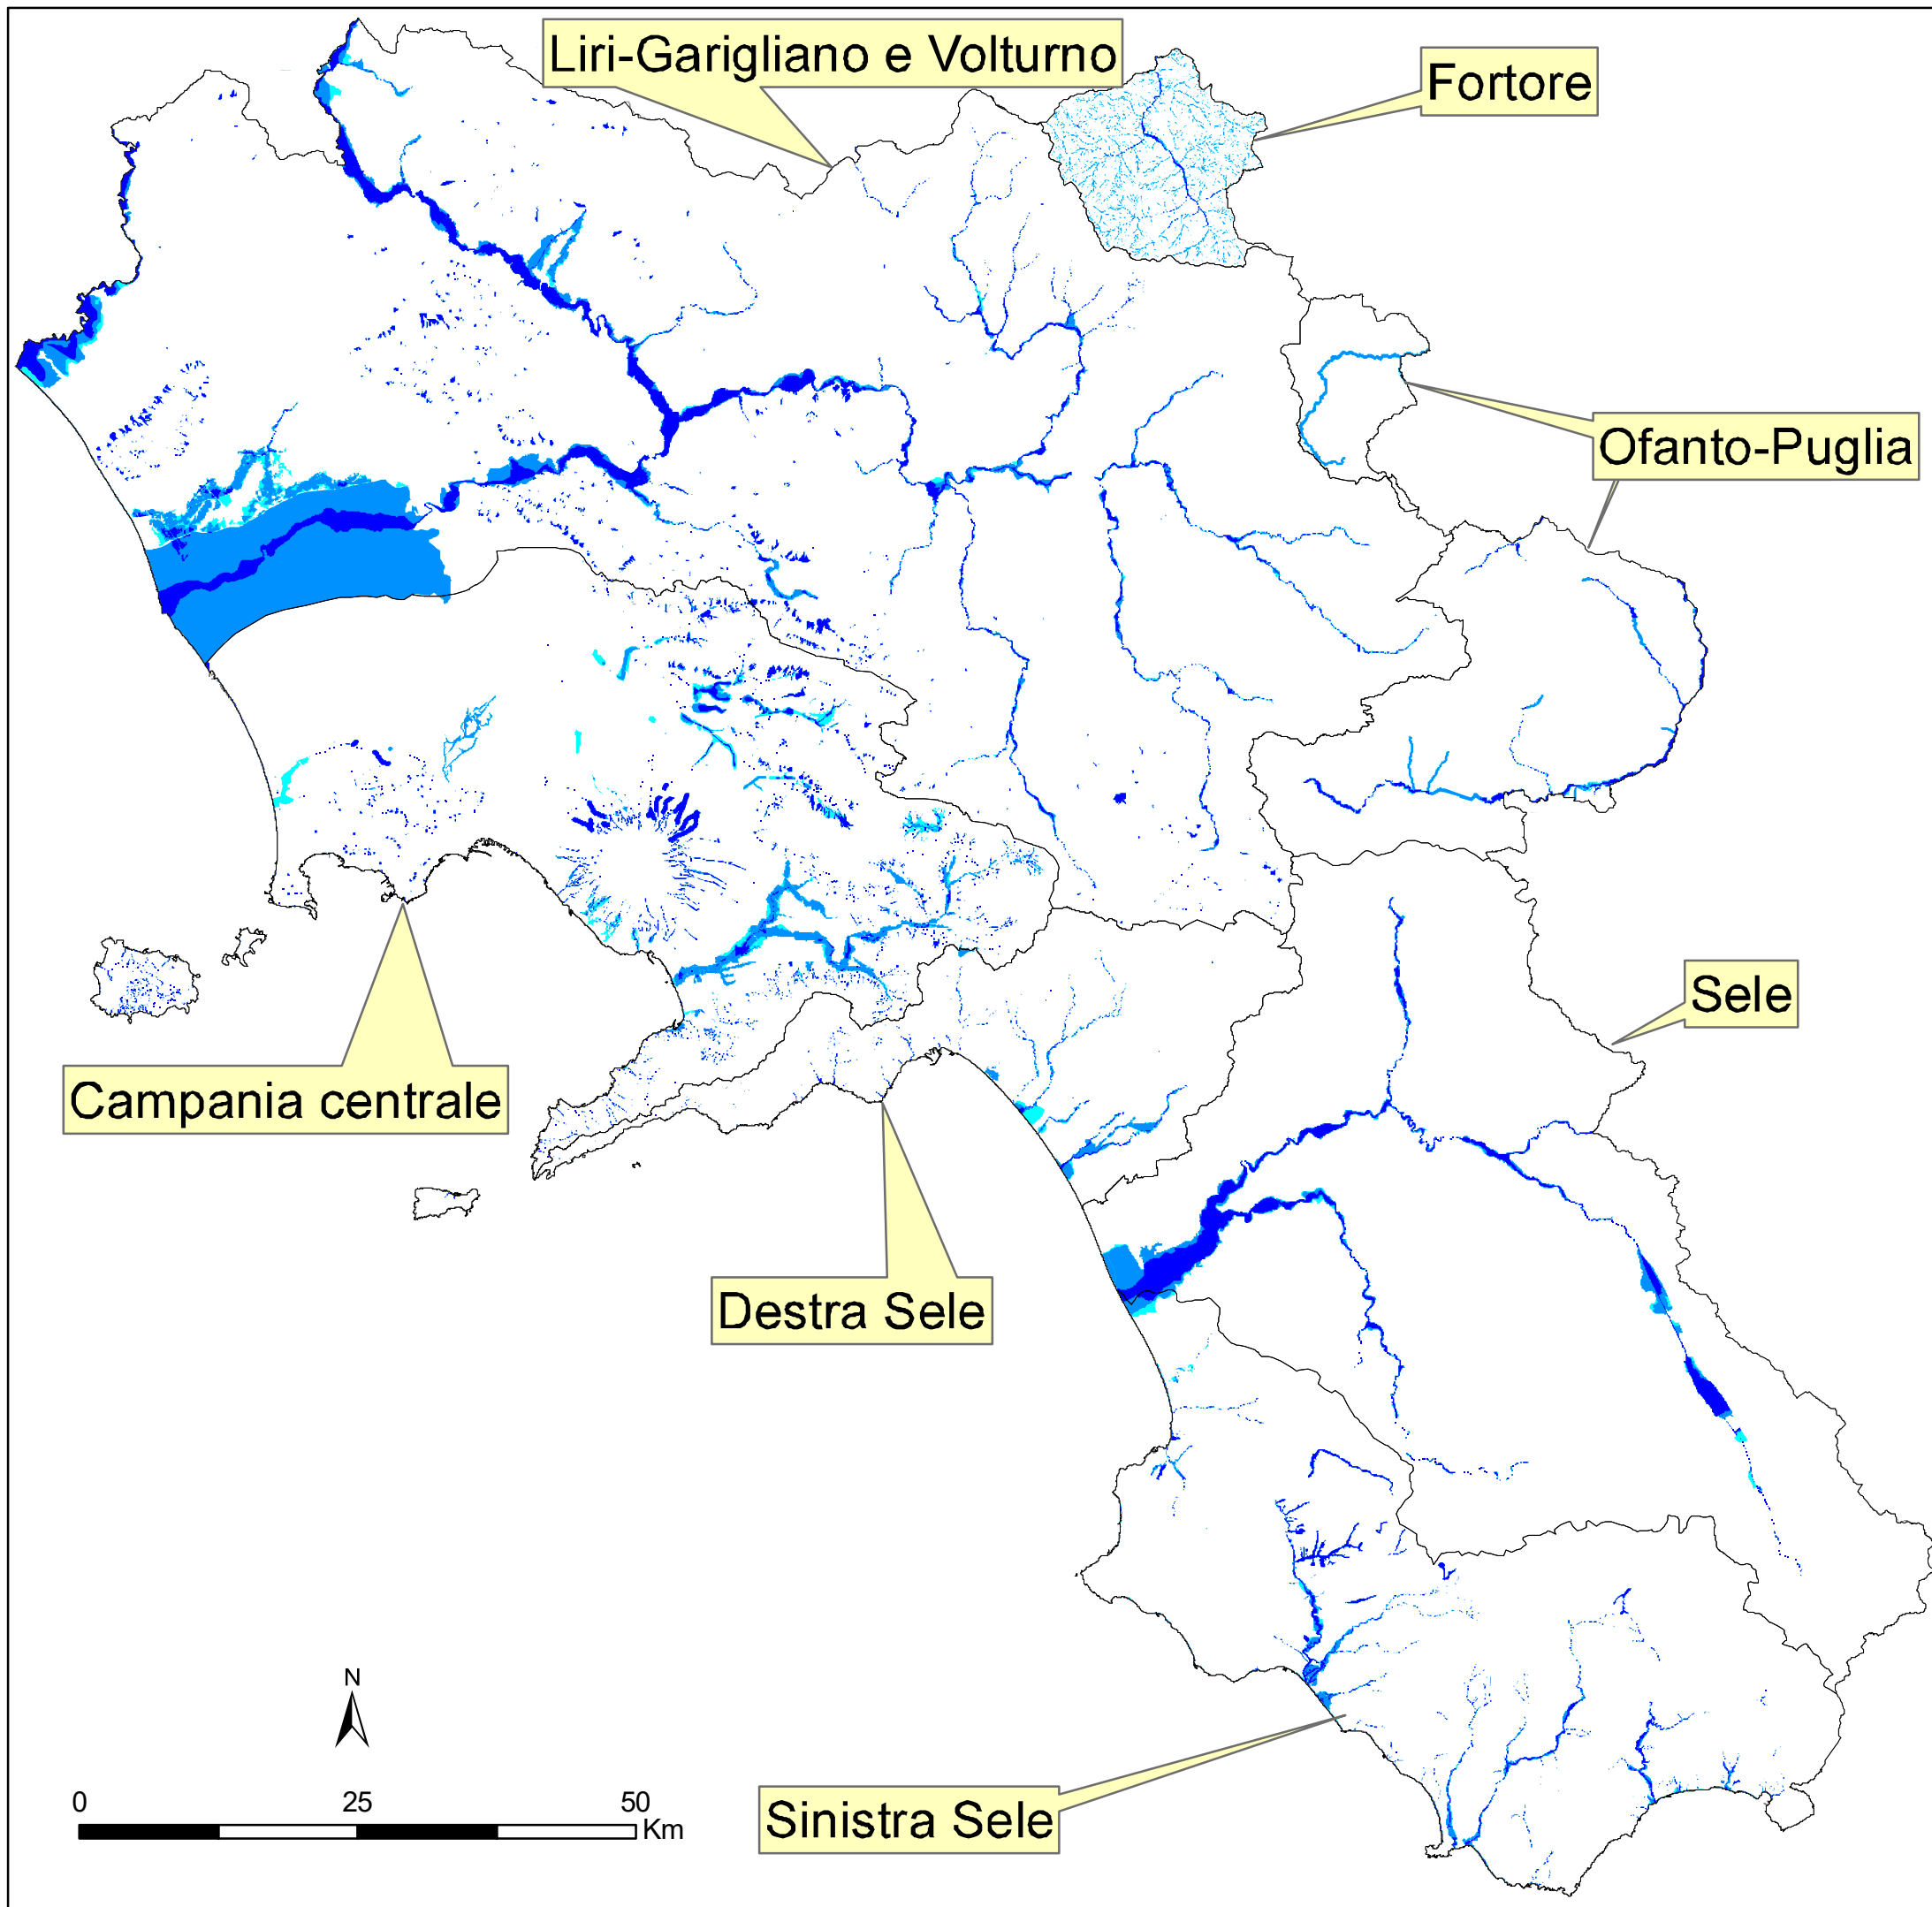 Liri-Garigliano e Volturno
Fortore
Ofanto-Puglia
Sele
Campania centrale
Destra Sele
Sinistra Sele
N
0 25 50
Km